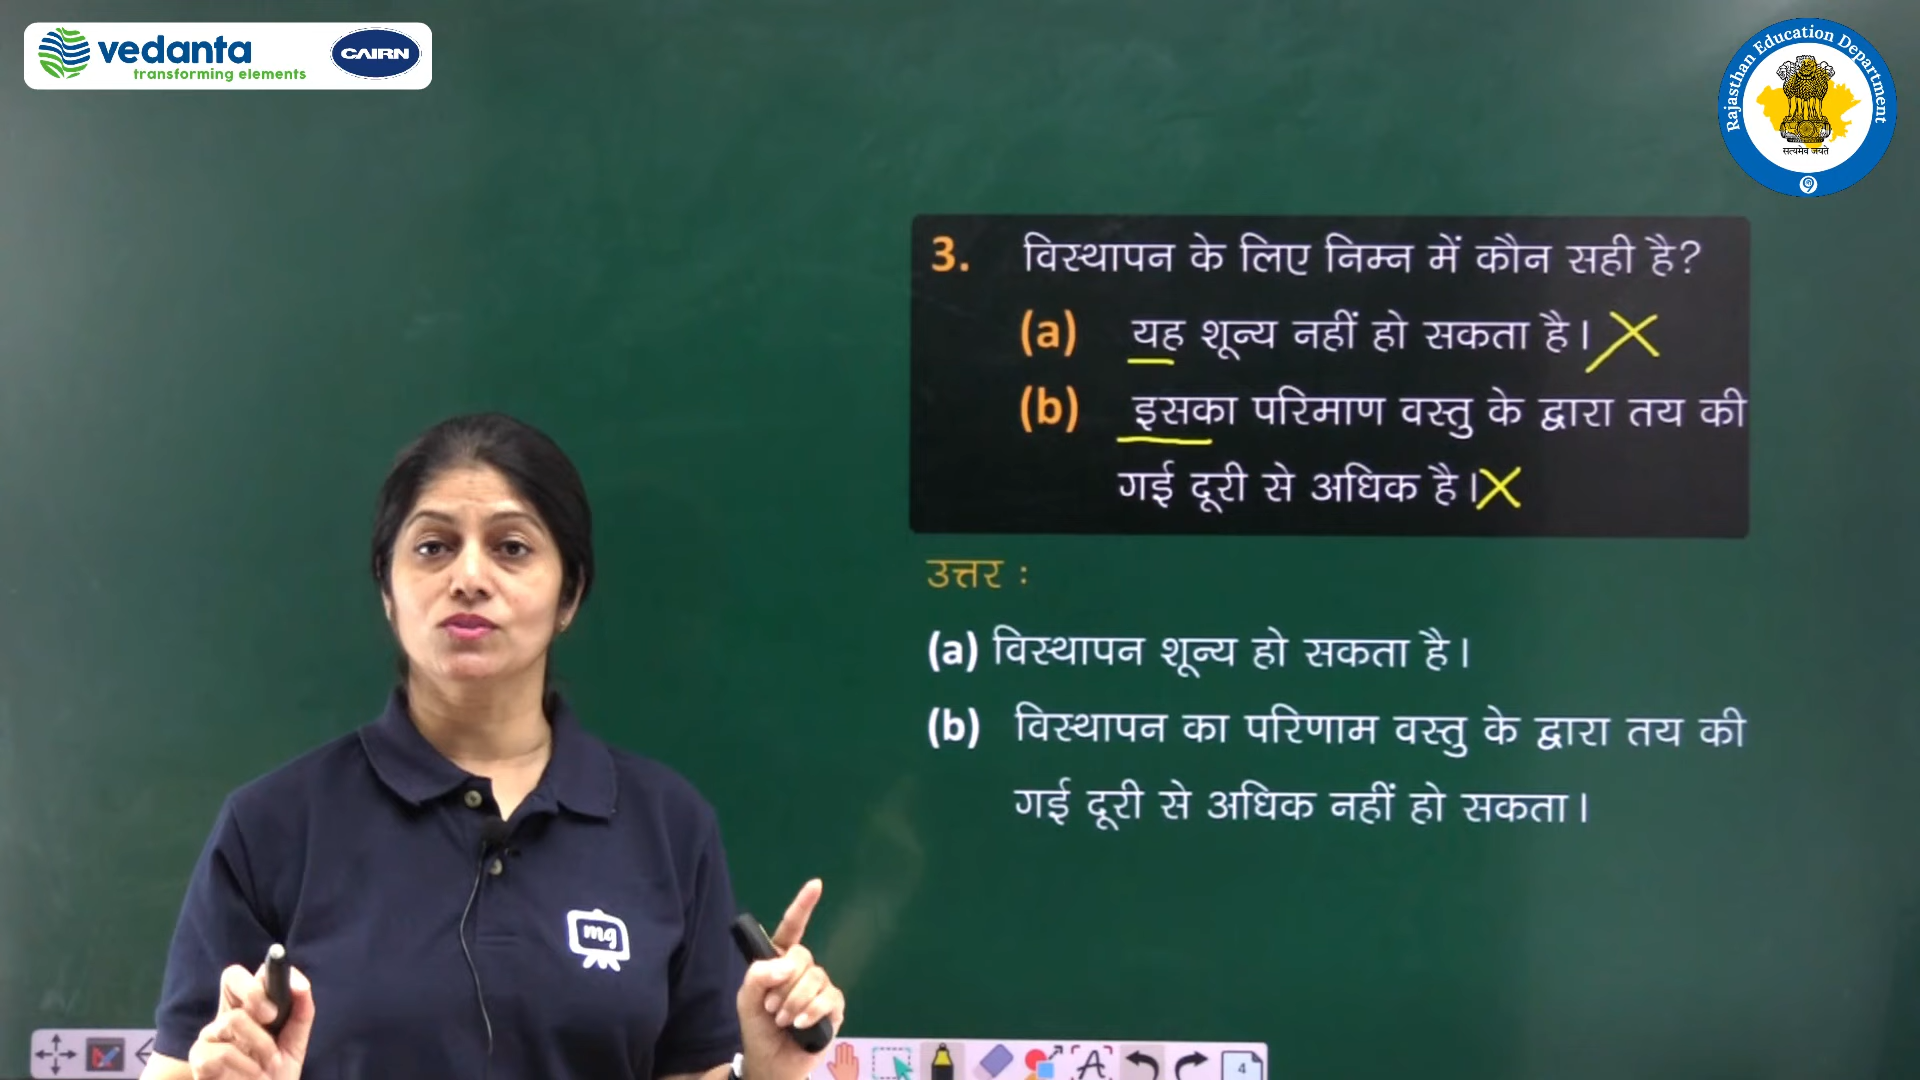 vedanta
transforming elements
CAIRN
Rajasthan Education Department
सत्यमेव जयते
3. विस्थापन के लिए निम्न में कौन सही है?
(a) यह शून्य नहीं हो सकता है।
(b) इसका परिमाण वस्तु के द्वारा तय की
गई दूरी से अधिक है।
उत्तर :
(a) विस्थापन शून्य हो सकता है।
(b) विस्थापन का परिणाम वस्तु के द्वारा तय की
गई दूरी से अधिक नहीं हो सकता।
mg
A
4